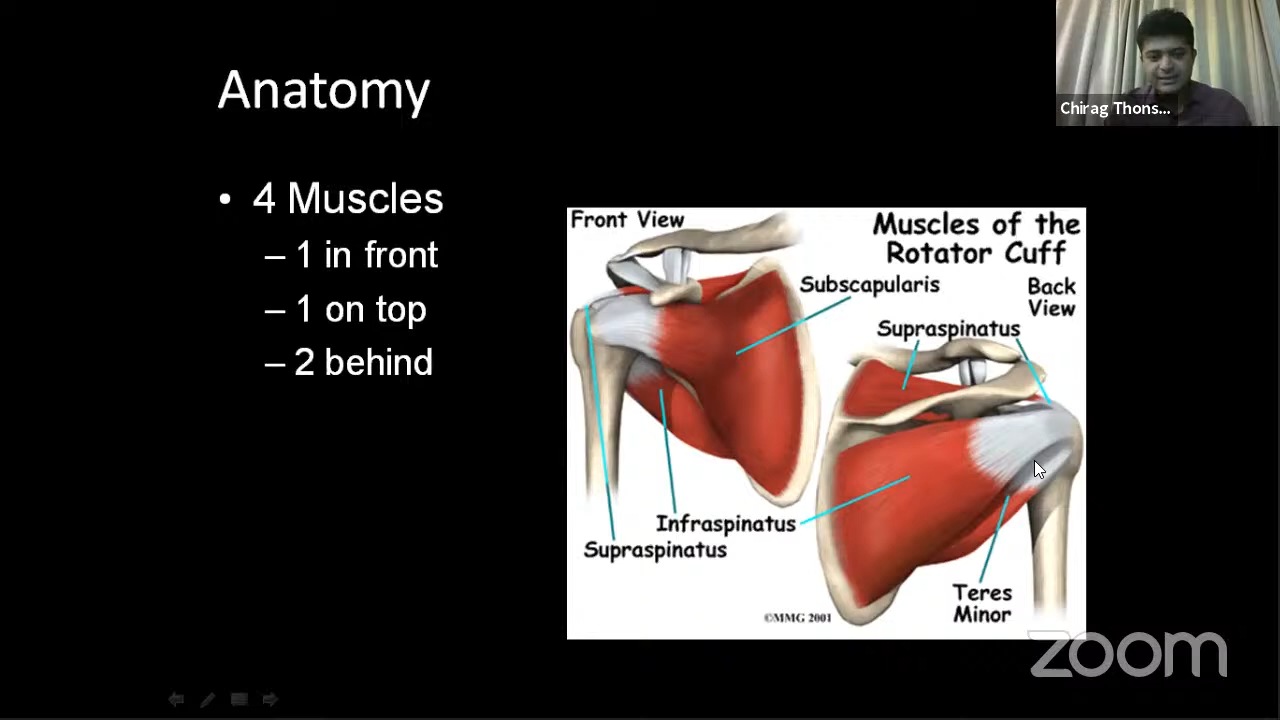 Anatomy
• 4 Muscles
– 1 in front
– 1 on top
– 2 behind
Chirag Thons...
Front View
Muscles of the
Rotator Cuff
Subscapularis
Back
View
Supraspinatus
Infraspinatus
Supraspinatus
Teres
Minor
©MMG 2001
zoom